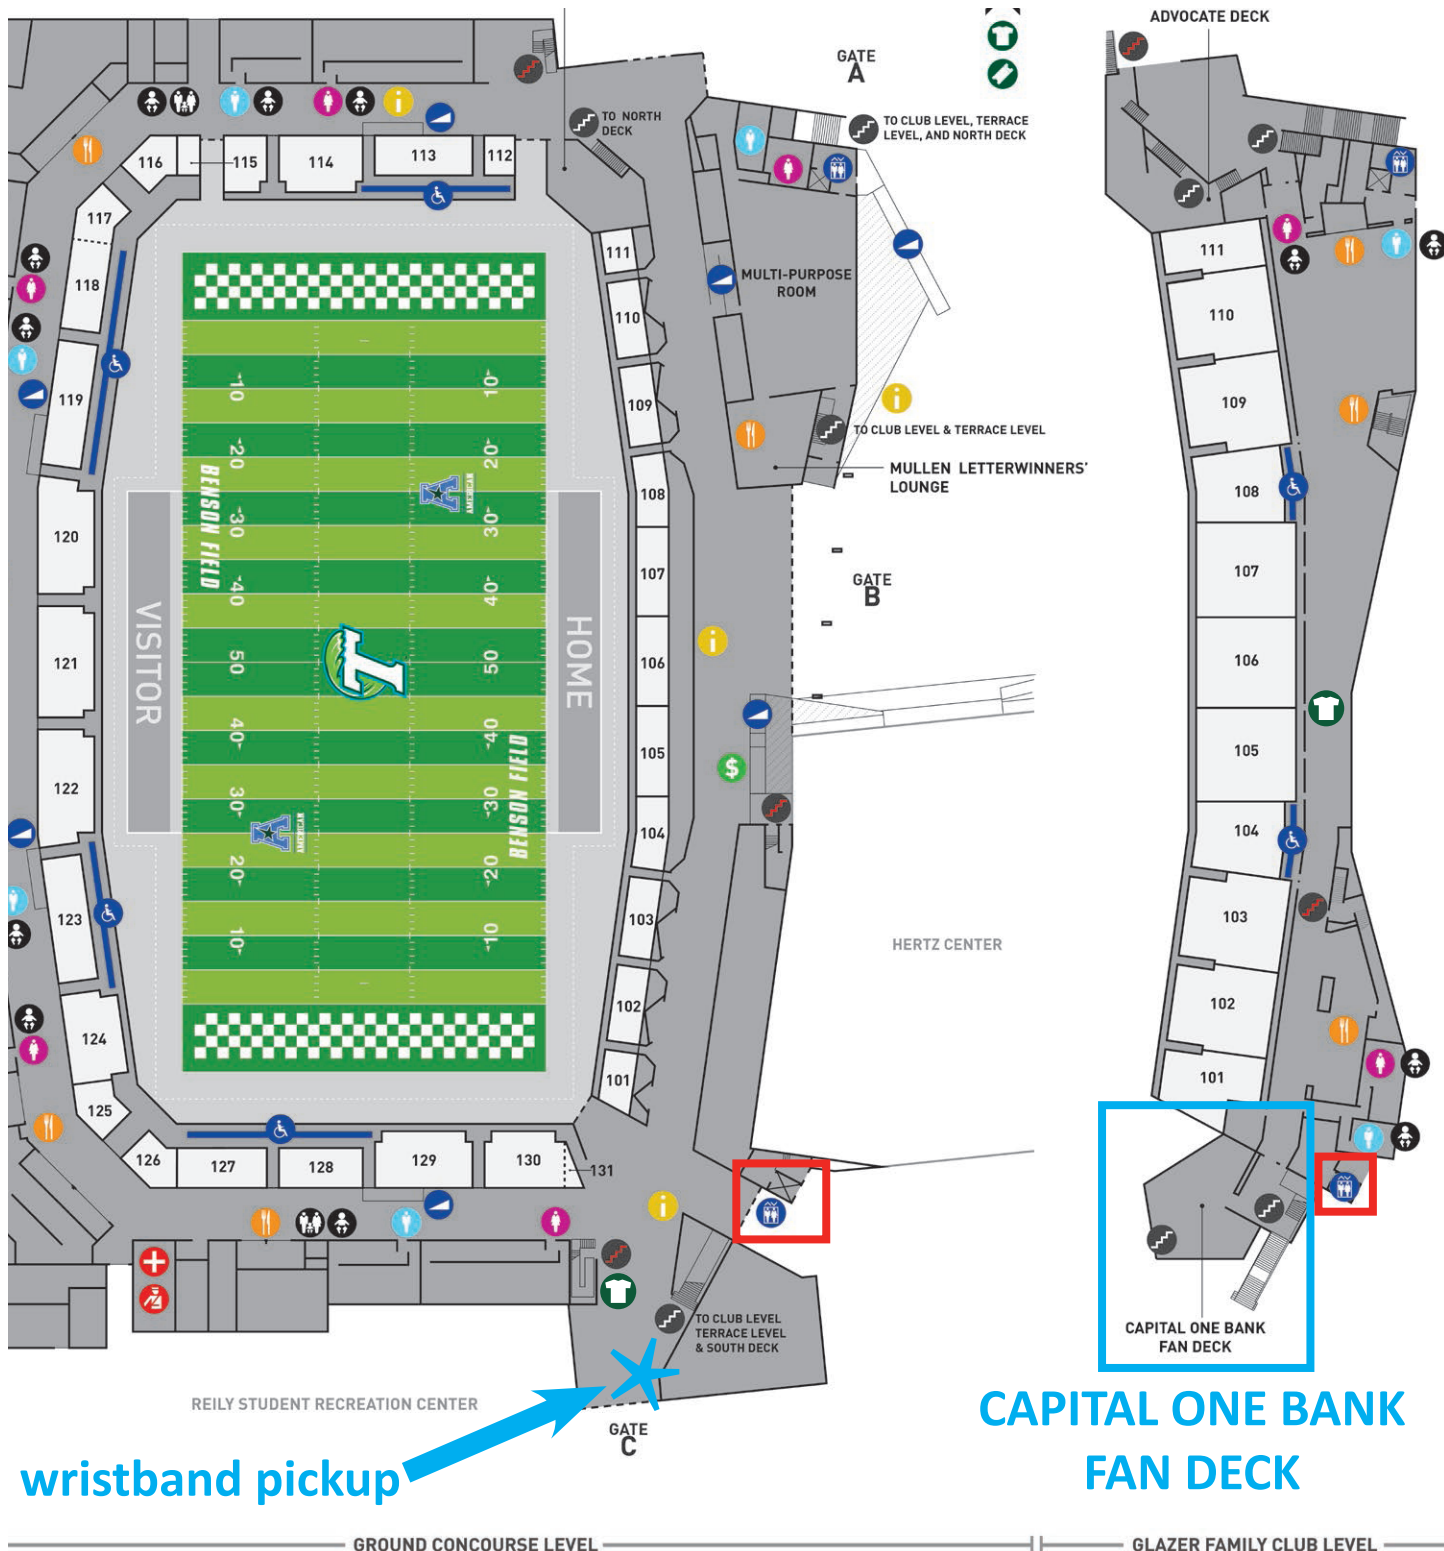 ADVOCATE DECK
GATE
A
TO NORTH
DECK
TO CLUB LEVEL, TERRACE
LEVEL, AND NORTH DECK
116
115
114
113
112
117
118
119
120
121
122
123
124
125
126
127
128
129
130
131
111
110
109
108
107
106
105
104
103
102
101
MULTI-PURPOSE
ROOM
TO CLUB LEVEL & TERRACE LEVEL
MULLEN LETTERWINNERS'
LOUNGE
GATE
B
HERTZ CENTER
VISITOR
HOME
BENSON FIELD
BENSON FIELD
10
20
30
40
50
40
30
20
10
10
20
30
40
50
40
30
20
10
A
AMERICAN
A
AMERICAN
T
i
i
i
i
$
TO CLUB LEVEL
TERRACE LEVEL
& SOUTH DECK
REILY STUDENT RECREATION CENTER
GATE
C
wristband pickup
111
110
109
108
107
106
105
104
103
102
101
CAPITAL ONE BANK
FAN DECK
CAPITAL ONE BANK
FAN DECK
GROUND CONCOURSE LEVEL
GLAZER FAMILY CLUB LEVEL